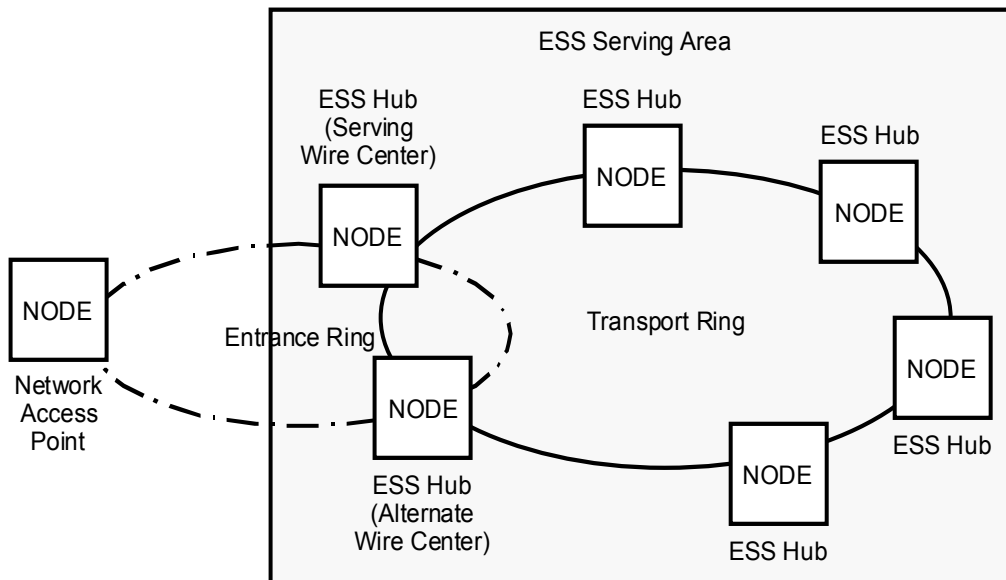 ESS Serving Area
ESS Hub
(Serving
Wire Center)
NODE
ESS Hub
NODE
ESS Hub
NODE
NODE
Network
Access
Point
Entrance Ring
Transport Ring
NODE
ESS Hub
(Alternate
Wire Center)
NODE
ESS Hub
NODE
ESS Hub